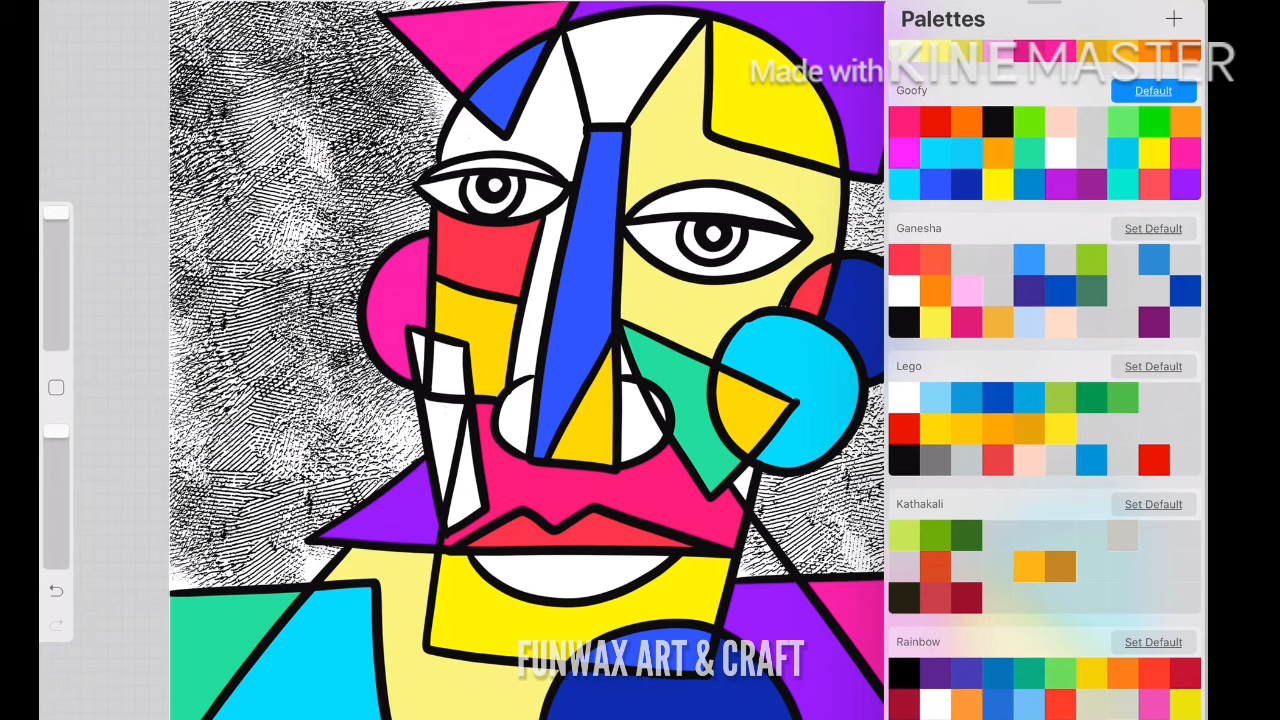 Palettes
Made with KINEMASTER
Goofy
Default
Ganesha
Set Default
Lego
Set Default
Kathakali
Set Default
Rainbow
Set Default
FUNWAX ART & CRAFT